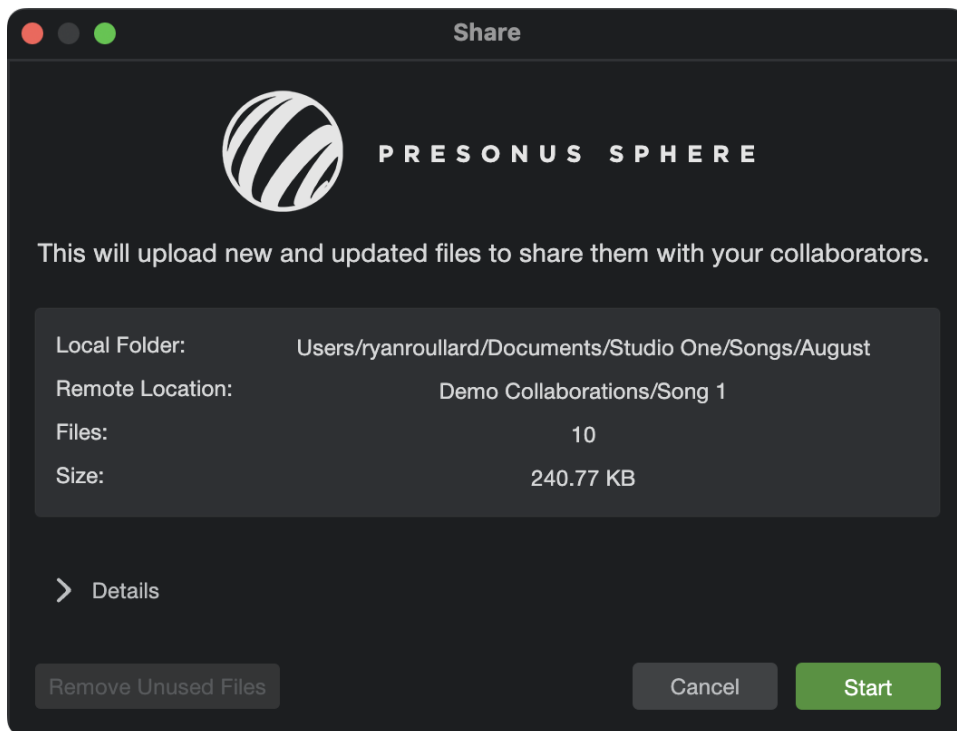 Share
PRESONUS SPHERE
This will upload new and updated files to share them with your collaborators.
Local Folder: Users/ryanroullard/Documents/Studio One/Songs/August
Remote Location: Demo Collaborations/Song 1
Files: 10
Size: 240.77 KB
Details
Remove Unused Files Cancel Start